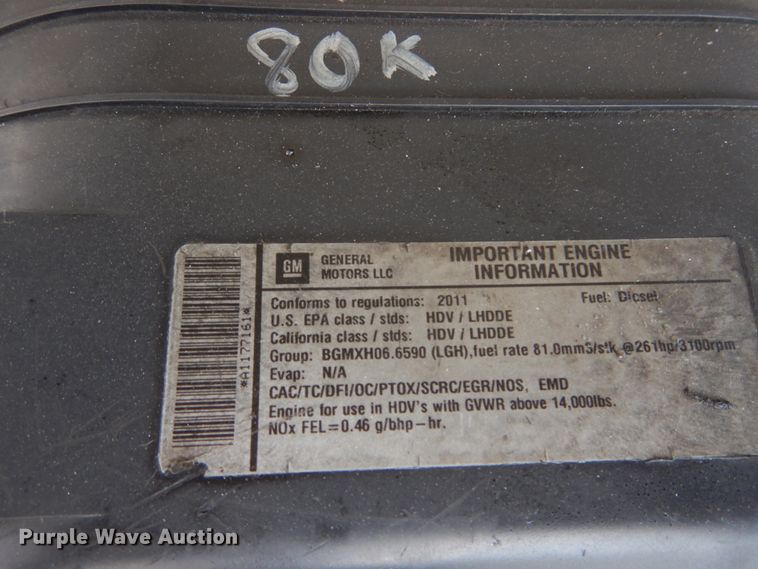 80K
GM GENERAL MOTORS LLC
IMPORTANT ENGINE INFORMATION
*A1177161*
Conforms to regulations: 2011 Fuel: Diesel
U.S. EPA class / stds: HDV / LHDDE
California class / stds: HDV / LHDDE
Group: BGMXH06.6590 (LGH),fuel rate 81.0mm3/stk @261hp/3100rpm
Evap: N/A
CAC/TC/DFI/OC/PTOX/SCRC/EGR/NOS, EMD
Engine for use in HDV's with GVWR above 14,000lbs.
NOx FEL=0.46 g/bhp-hr.
Purple Wave Auction